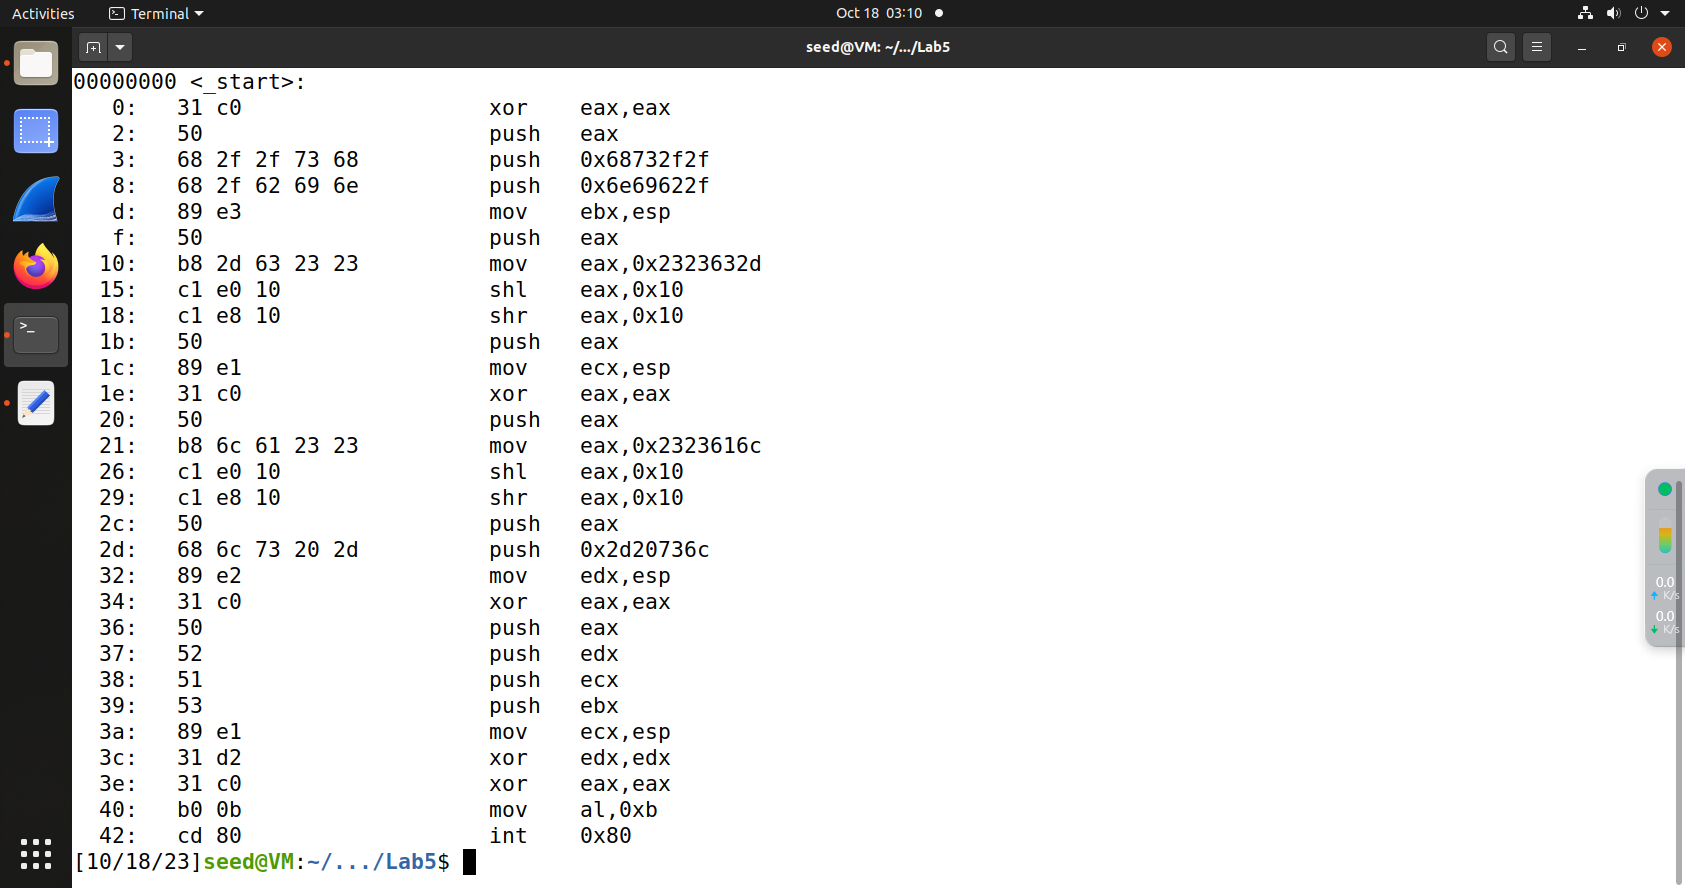 Activities Terminal Oct 18 03:10
seed@VM: ~/.../Lab5
00000000 <_start>:
0: 31 c0 xor eax,eax
2: 50 push eax
3: 68 2f 2f 73 68 push 0x68732f2f
8: 68 2f 62 69 6e push 0x6e69622f
d: 89 e3 mov ebx,esp
f: 50 push eax
10: b8 2d 63 23 23 mov eax,0x2323632d
15: c1 e0 10 shl eax,0x10
18: c1 e8 10 shr eax,0x10
1b: 50 push eax
1c: 89 e1 mov ecx,esp
1e: 31 c0 xor eax,eax
20: 50 push eax
21: b8 6c 61 23 23 mov eax,0x2323616c
26: c1 e0 10 shl eax,0x10
29: c1 e8 10 shr eax,0x10
2c: 50 push eax
2d: 68 6c 73 20 2d push 0x2d20736c
32: 89 e2 mov edx,esp
34: 31 c0 xor eax,eax
36: 50 push eax
37: 52 push edx
38: 51 push ecx
39: 53 push ebx
3a: 89 e1 mov ecx,esp
3c: 31 d2 xor edx,edx
3e: 31 c0 xor eax,eax
40: b0 0b mov al,0xb
42: cd 80 int 0x80
[10/18/23]seed@VM:~/.../Lab5$
0.0
K/s
0.0
K/s